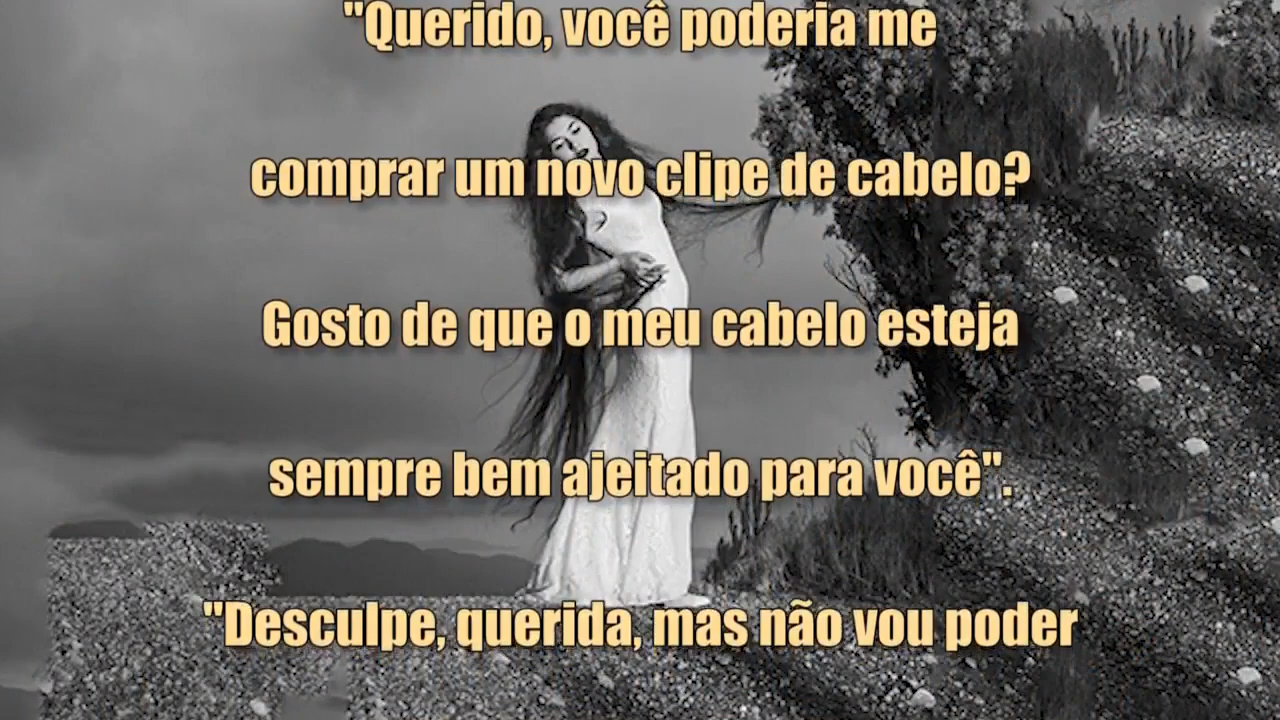 "Querido, você poderia me
comprar um novo clipe de cabelo?
Gosto de que o meu cabelo esteja
sempre bem ajeitado para você".
"Desculpe, querida, mas não vou poder